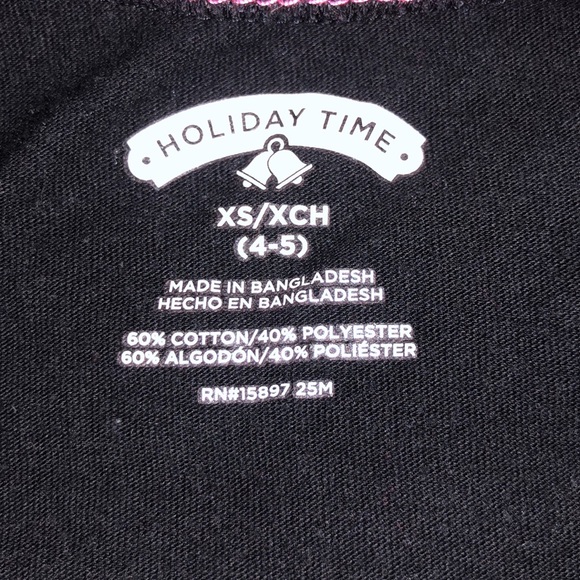 • HOLIDAY TIME •
XS/XCH
(4-5)
MADE IN BANGLADESH
HECHO EN BANGLADESH
60% COTTON/40% POLYESTER
60% ALGODÓN/40% POLIÉSTER
RN#15897 25M